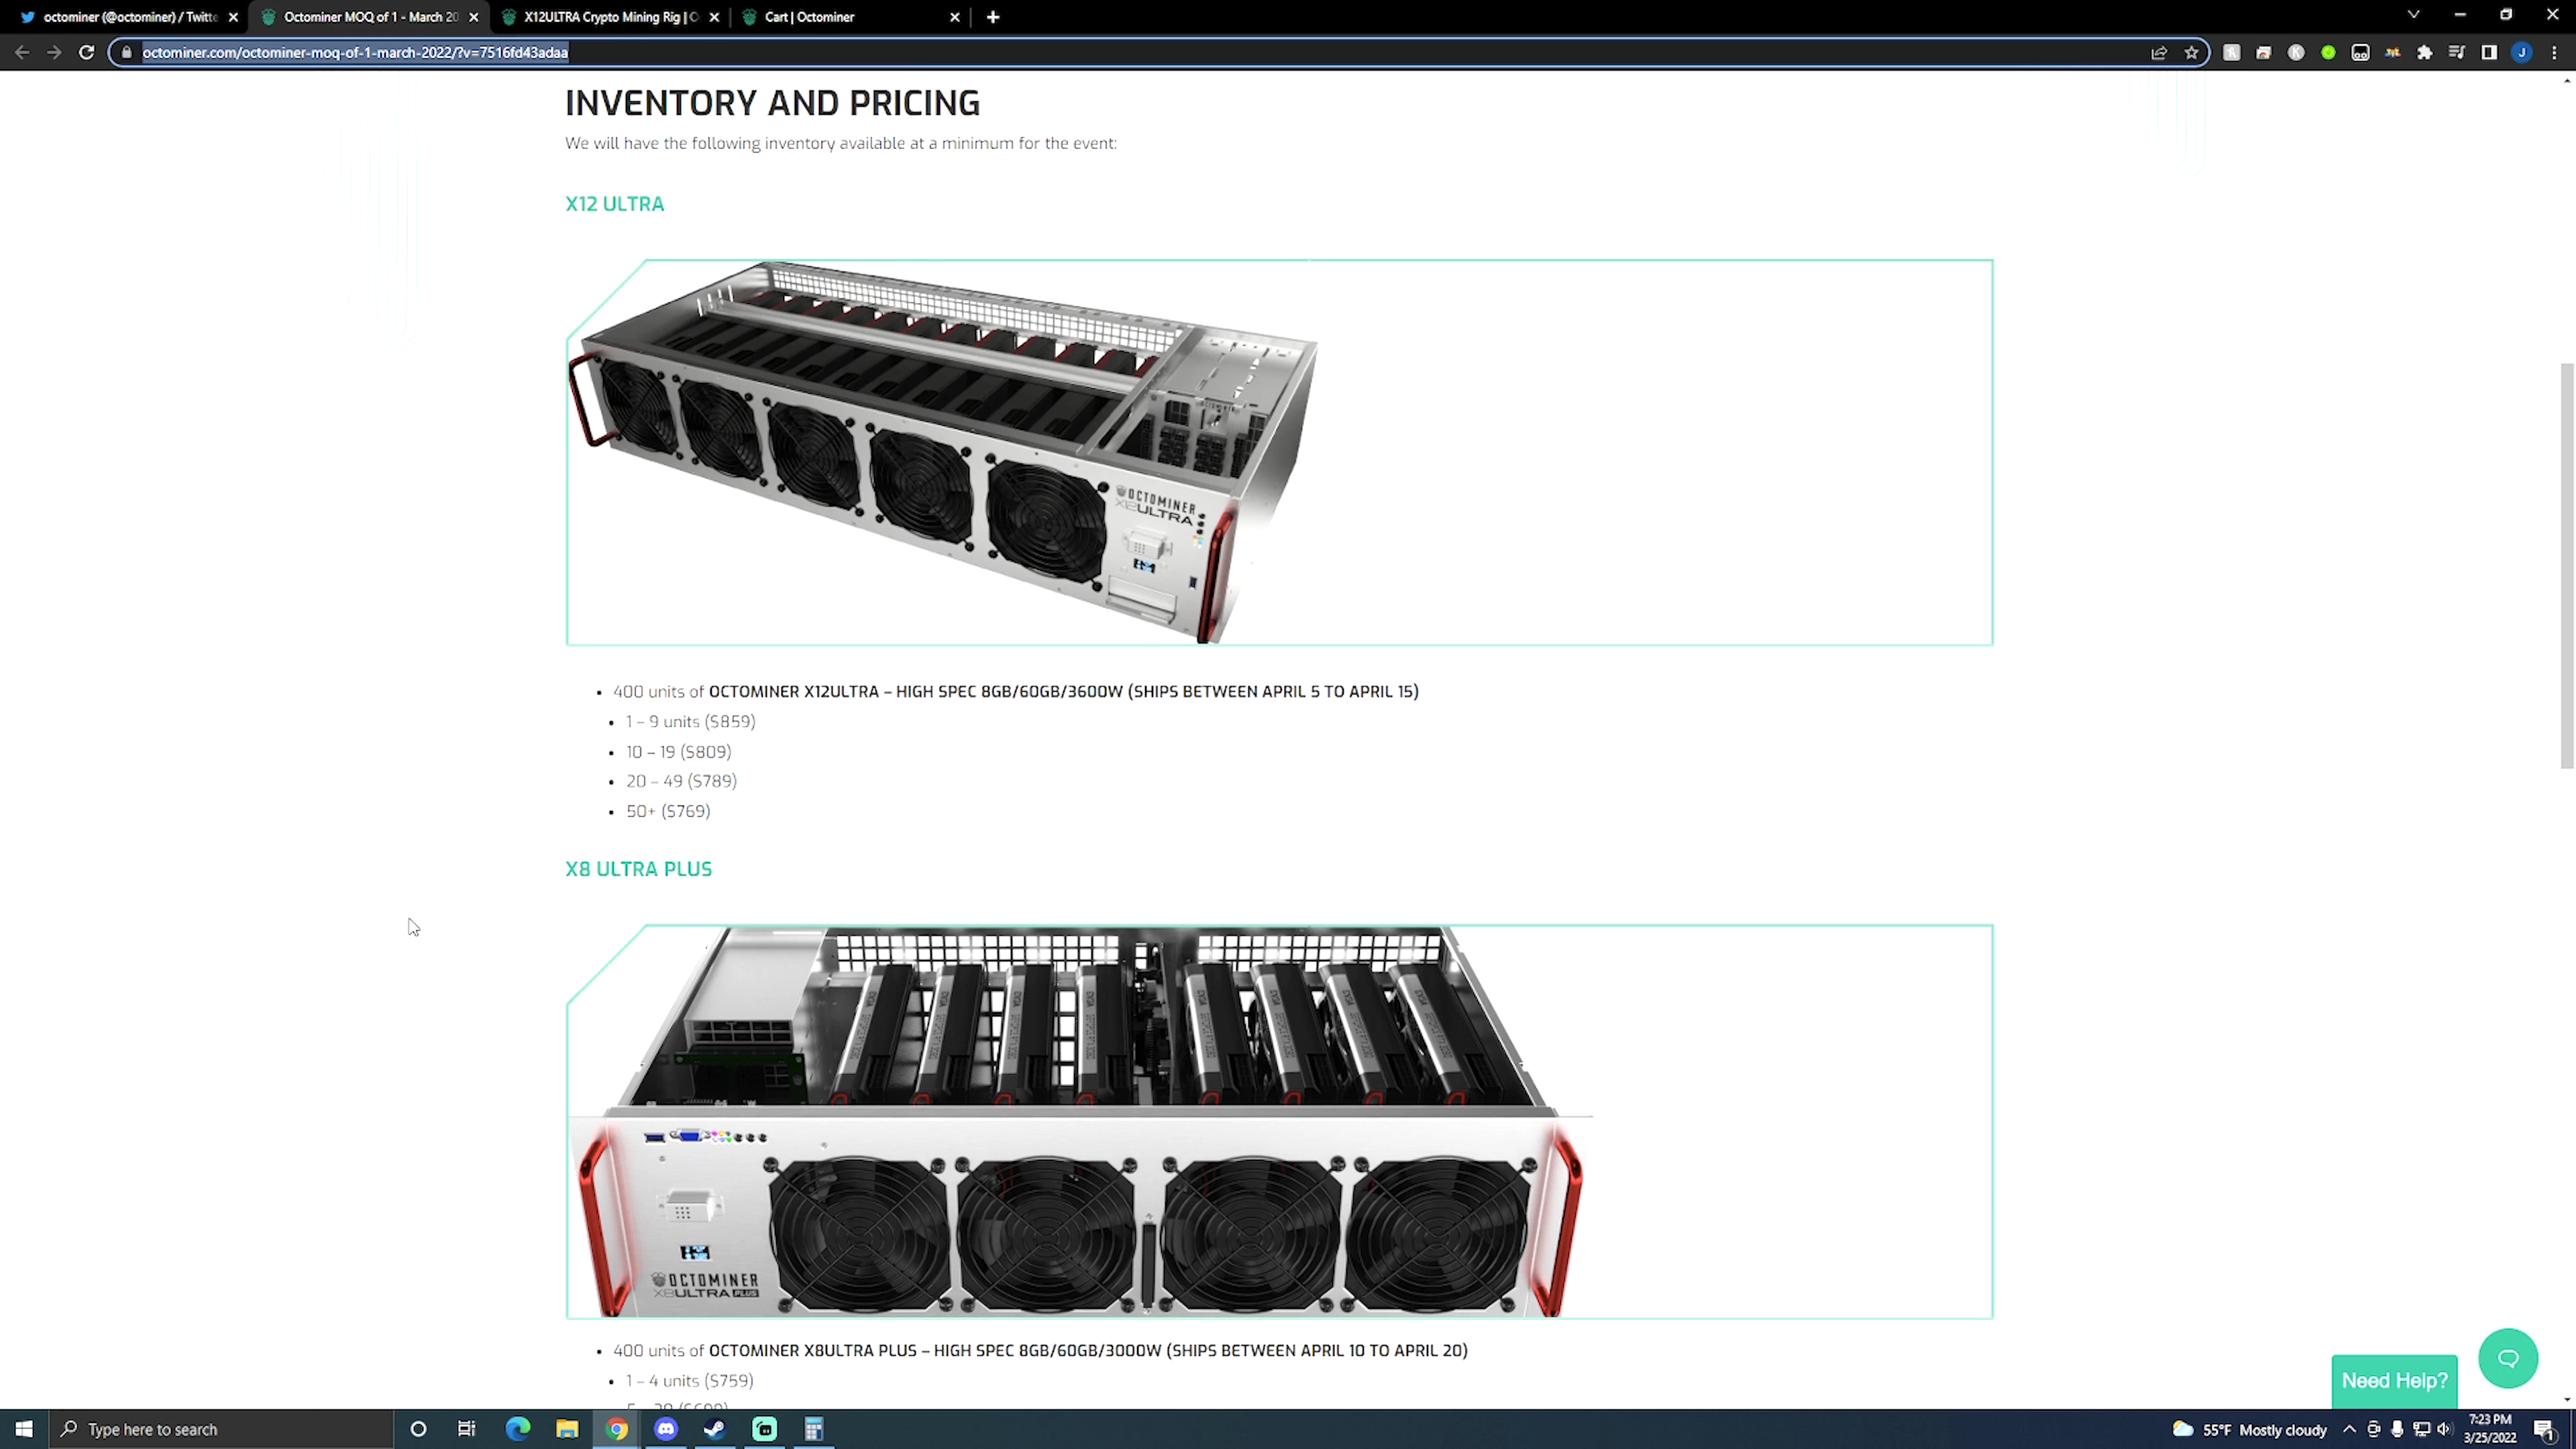 octominer (@octominer) / Twitte
Octominer MOQ of 1 - March 20
X12ULTRA Crypto Mining Rig | O
Cart | Octominer
octominer.com/octominer-moq-of-1-march-2022/?v=7516fd43adaa
J
INVENTORY AND PRICING
We will have the following inventory available at a minimum for the event:
X12 ULTRA
OCTOMINER
X12ULTRA
• 400 units of OCTOMINER X12ULTRA – HIGH SPEC 8GB/60GB/3600W (SHIPS BETWEEN APRIL 5 TO APRIL 15)
• 1 – 9 units ($859)
• 10 – 19 ($809)
• 20 – 49 ($789)
• 50+ ($769)
X8 ULTRA PLUS
OCTOMINER
X8ULTRA PLUS
• 400 units of OCTOMINER X8ULTRA PLUS – HIGH SPEC 8GB/60GB/3000W (SHIPS BETWEEN APRIL 10 TO APRIL 20)
• 1 – 4 units ($759)
Need Help?
Type here to search
55°F Mostly cloudy
7:23 PM
3/25/2022
1